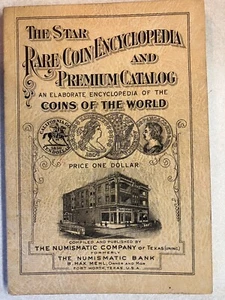 THE STAR
RARE COIN ENCYCLOPEDIA
AND
PREMIUM CATALOG
AN ELABORATE ENCYCLOPEDIA OF THE
COINS OF THE WORLD
PRICE ONE DOLLAR
COMPILED AND PUBLISHED BY
THE NUMISMATIC COMPANY OF TEXAS (INC.)
FORMERLY
THE NUMISMATIC BANK
B. MAX MEHL, OWNER AND MGR
FORT WORTH, TEXAS, U.S.A.